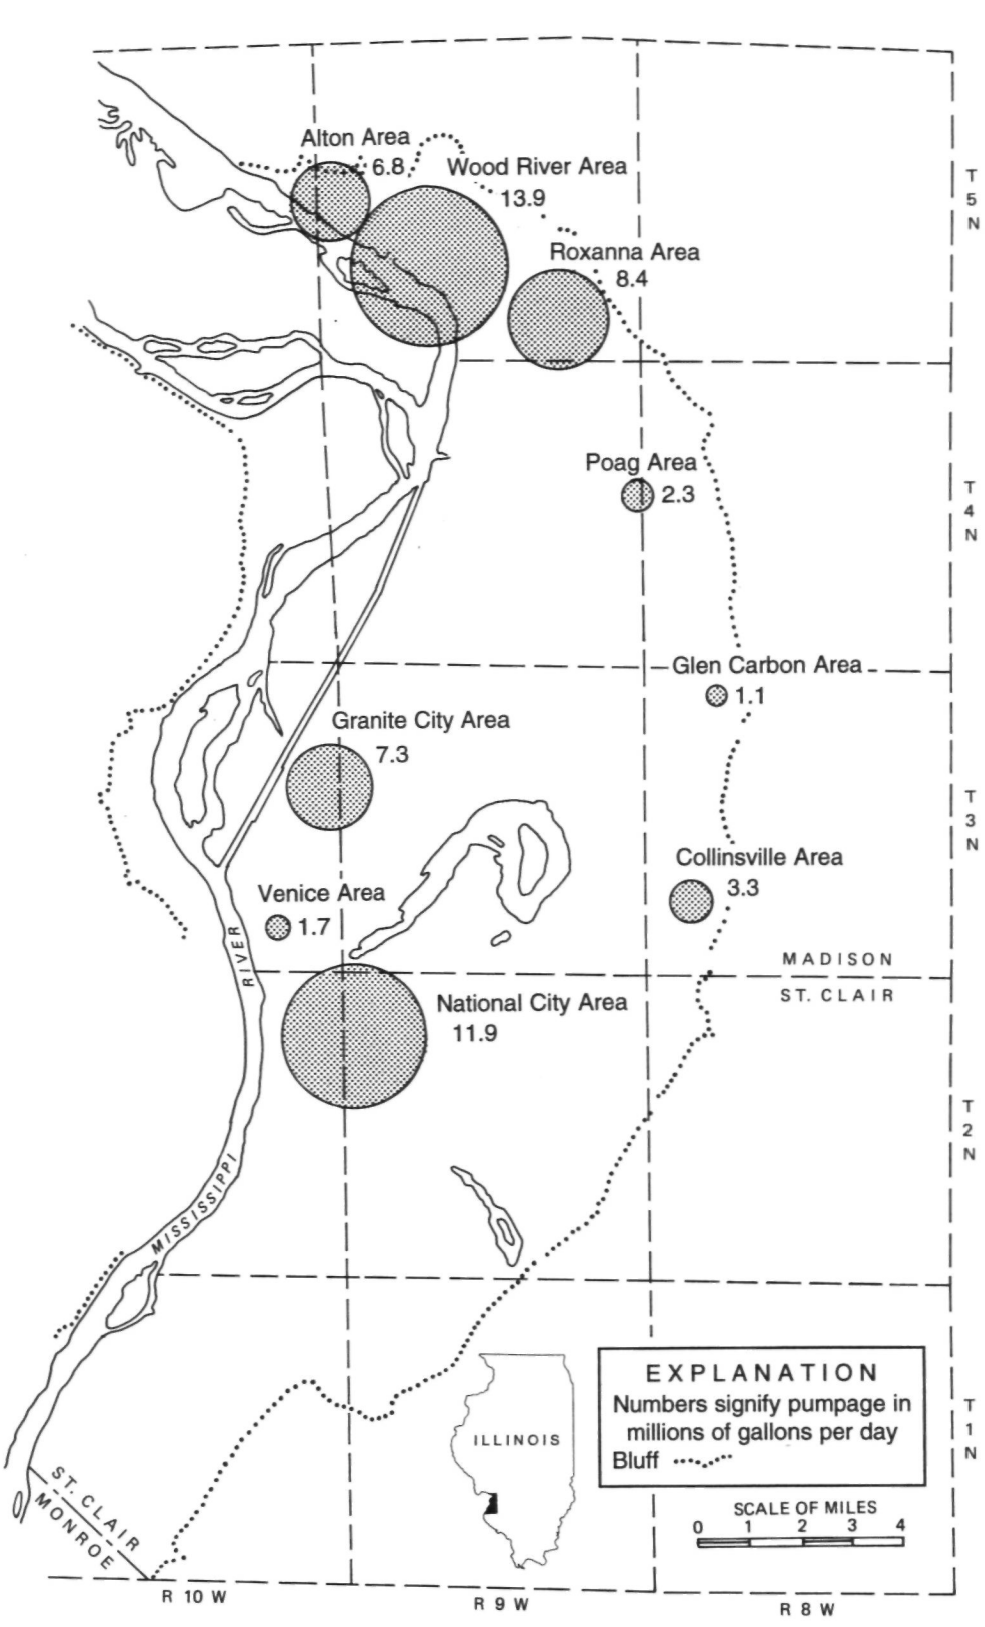 Alton Area
6.8
Wood River Area
13.9
T
5
N
Roxanna Area
8.4
Poag Area
2.3
T
4
N
Glen Carbon Area
1.1
Granite City Area
7.3
T
3
N
Collinsville Area
3.3
Venice Area
1.7
RIVER
MADISON
ST. CLAIR
National City Area
11.9
T
2
N
MISSISSIPPI
EXPLANATION
Numbers signify pumpage in
millions of gallons per day
Bluff
T
1
N
ILLINOIS
ST. CLAIR
MONROE
SCALE OF MILES
0 1 2 3 4
R 10 W
R 9 W
R 8 W